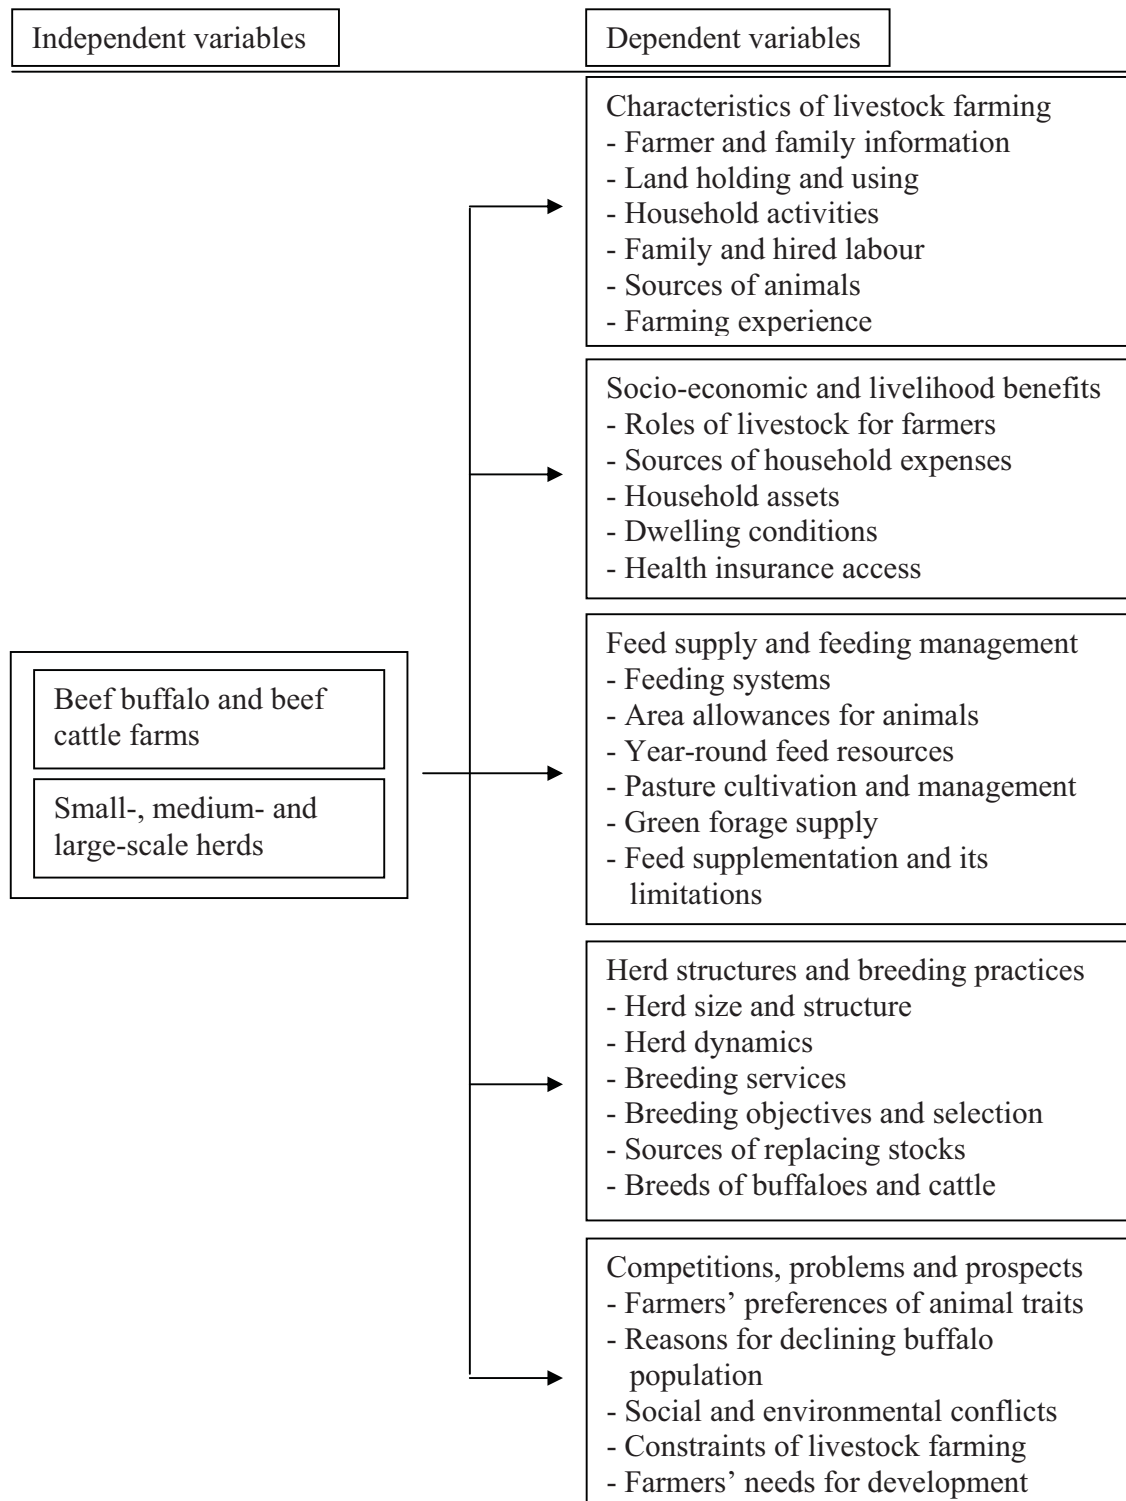 Independent variables
Dependent variables
Characteristics of livestock farming
- Farmer and family information
- Land holding and using
- Household activities
- Family and hired labour
- Sources of animals
- Farming experience
Socio-economic and livelihood benefits
- Roles of livestock for farmers
- Sources of household expenses
- Household assets
- Dwelling conditions
- Health insurance access
Beef buffalo and beef
cattle farms
Small-, medium- and
large-scale herds
Feed supply and feeding management
- Feeding systems
- Area allowances for animals
- Year-round feed resources
- Pasture cultivation and management
- Green forage supply
- Feed supplementation and its
limitations
Herd structures and breeding practices
- Herd size and structure
- Herd dynamics
- Breeding services
- Breeding objectives and selection
- Sources of replacing stocks
- Breeds of buffaloes and cattle
Competitions, problems and prospects
- Farmers’ preferences of animal traits
- Reasons for declining buffalo
population
- Social and environmental conflicts
- Constraints of livestock farming
- Farmers’ needs for development